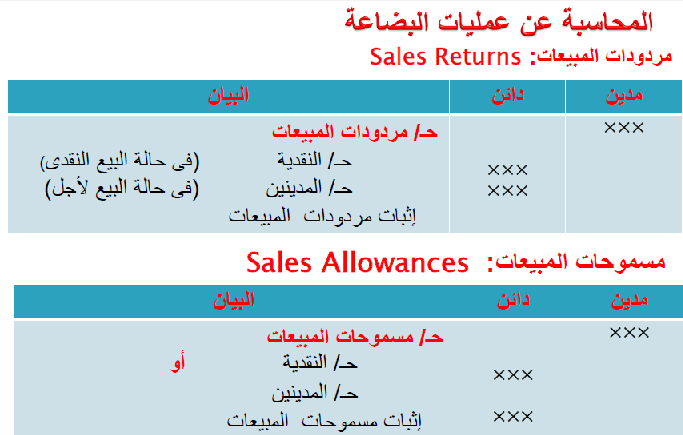 المحاسبة عن عمليات البضاعة
مردودات المبيعات: Sales Returns
مدين دائن البيان
××× حـ/ مردودات المبيعات
××× حـ/ النقدية (فى حالة البيع النقدى)
××× حـ/ المدينين (فى حالة البيع لأجل)
إثبات مردودات المبيعات
مسموحات المبيعات: Sales Allowances
مدين دائن البيان
××× حـ/ مسموحات المبيعات
××× حـ/ النقدية أو
حـ/ المدينين
××× إثبات مسموحات المبيعات